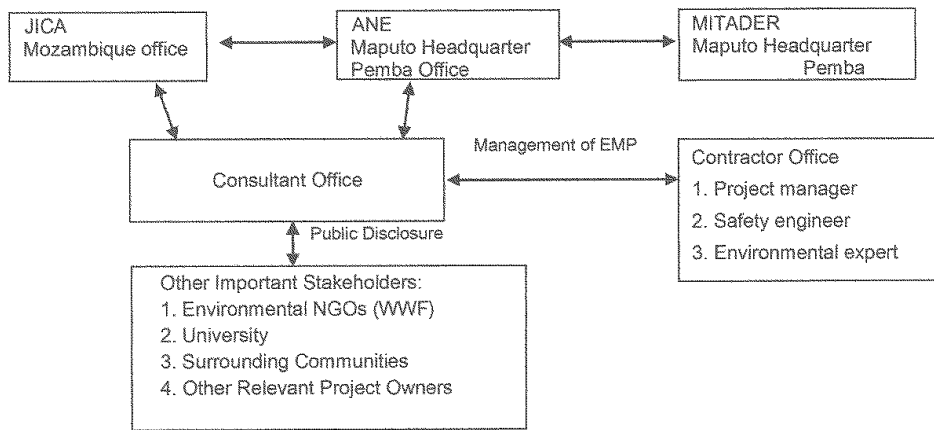 JICA
Mozambique office
ANE
Maputo Headquarter
Pemba Office
MITADER
Maputo Headquarter
Pemba
Consultant Office
Management of EMP
Contractor Office
1. Project manager
2. Safety engineer
3. Environmental expert
Public Disclosure
Other Important Stakeholders:
1. Environmental NGOs (WWF)
2. University
3. Surrounding Communities
4. Other Relevant Project Owners